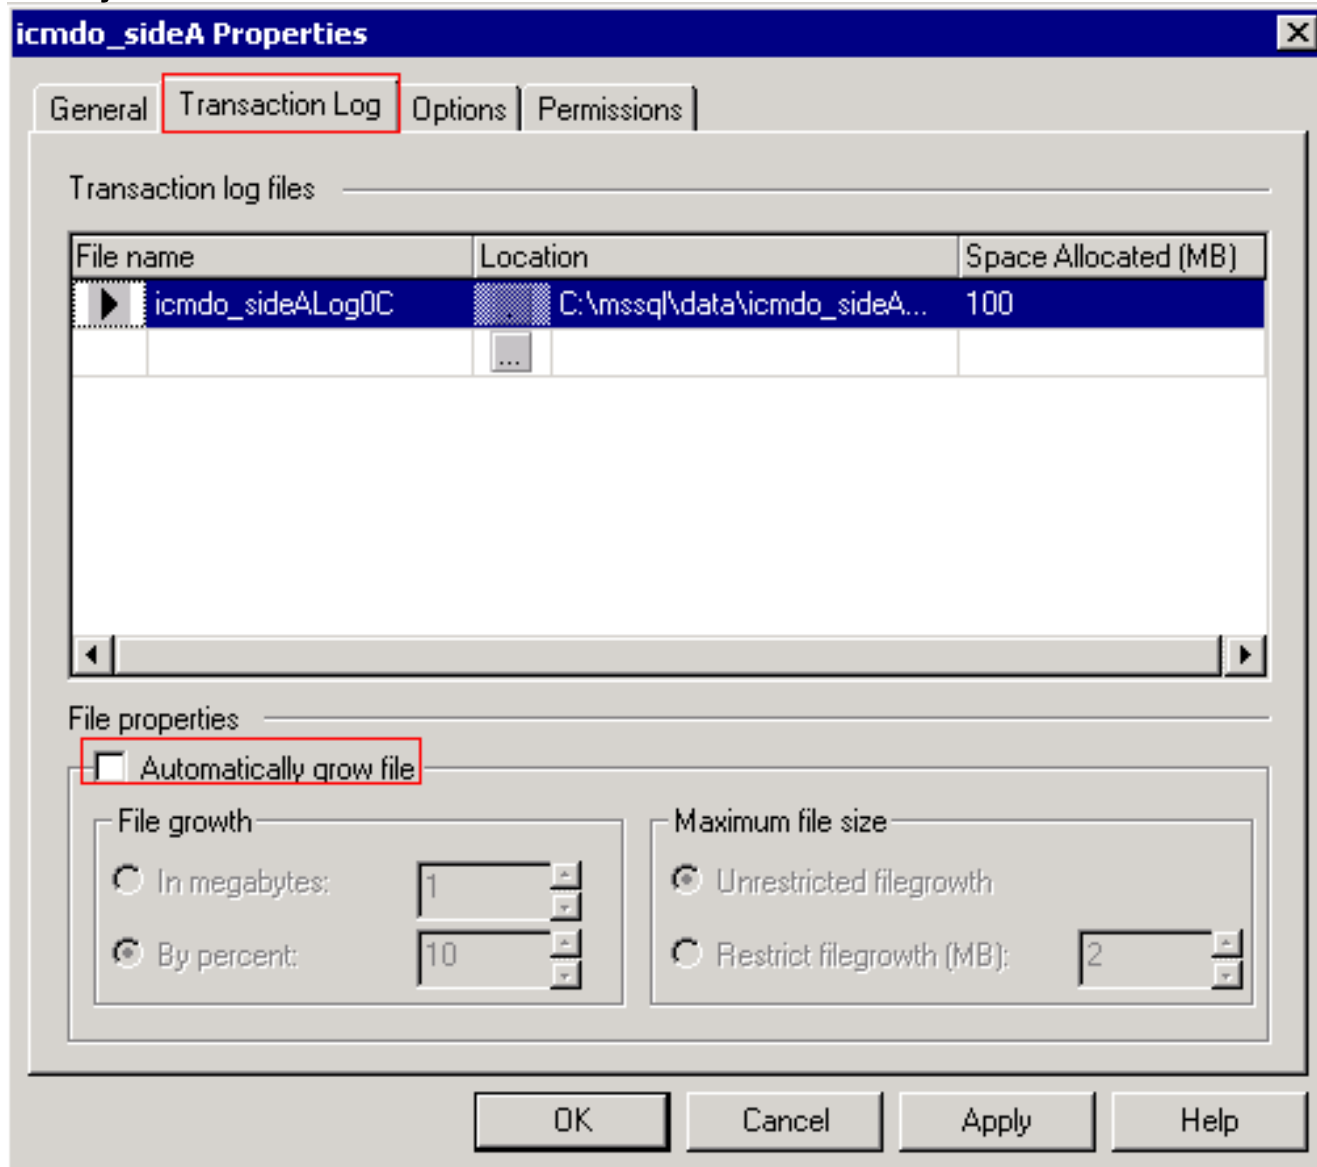 icmdo_sideA Properties
General Transaction Log Options Permissions
Transaction log files
File name Location Space Allocated (MB)
icmdo_sideALog0C . C:\mssql\data\icmdo_sideA... 100
...
File properties
Automatically grow file
File growth Maximum file size
In megabytes: 1 Unrestricted filegrowth
By percent: 10 Restrict filegrowth (MB): 2
OK Cancel Apply Help